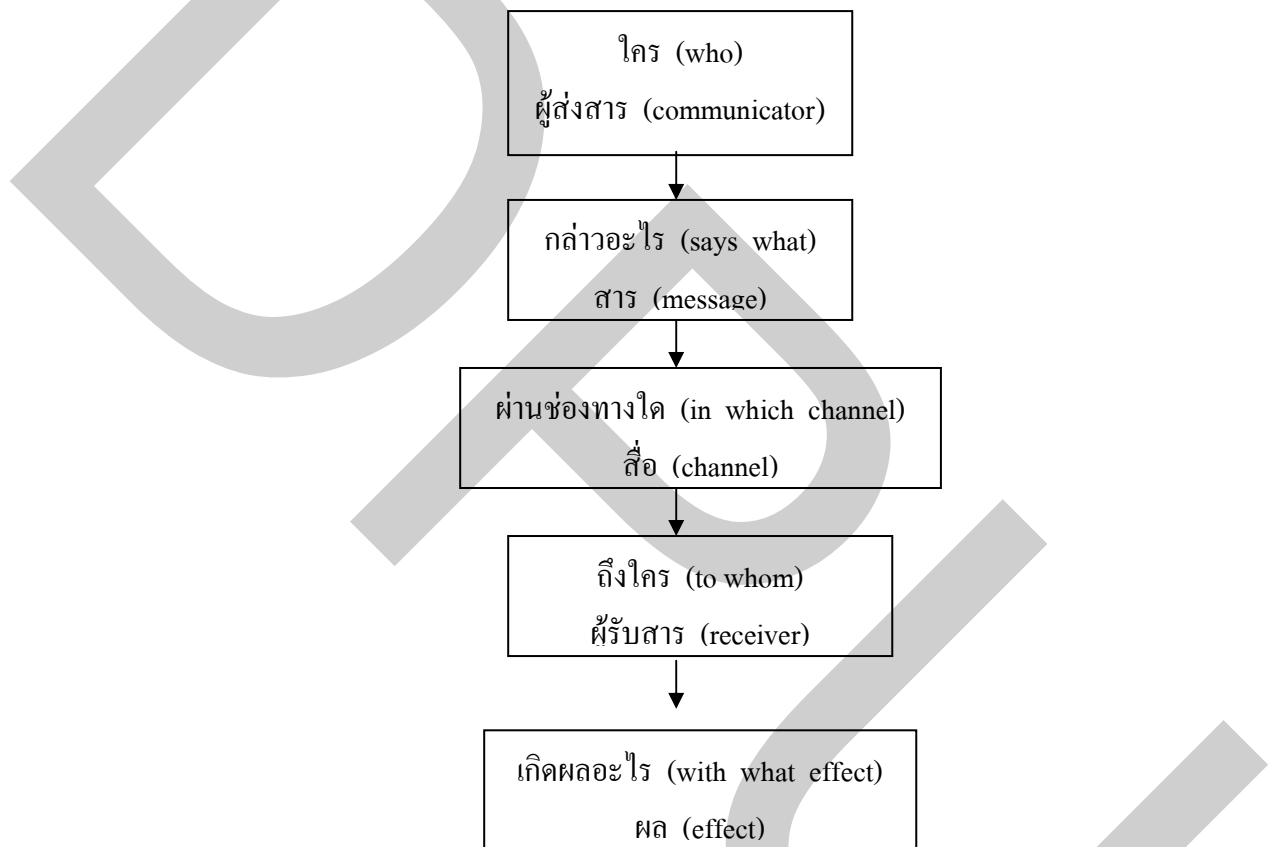 ใคร (who)
ผู้ส่งสาร (communicator)
กล่าวอะไร (says what)
สาร (message)
ผ่านช่องทางใด (in which channel)
สื่อ (channel)
ถึงใคร (to whom)
ผู้รับสาร (receiver)
เกิดผลอะไร (with what effect)
ผล (effect)